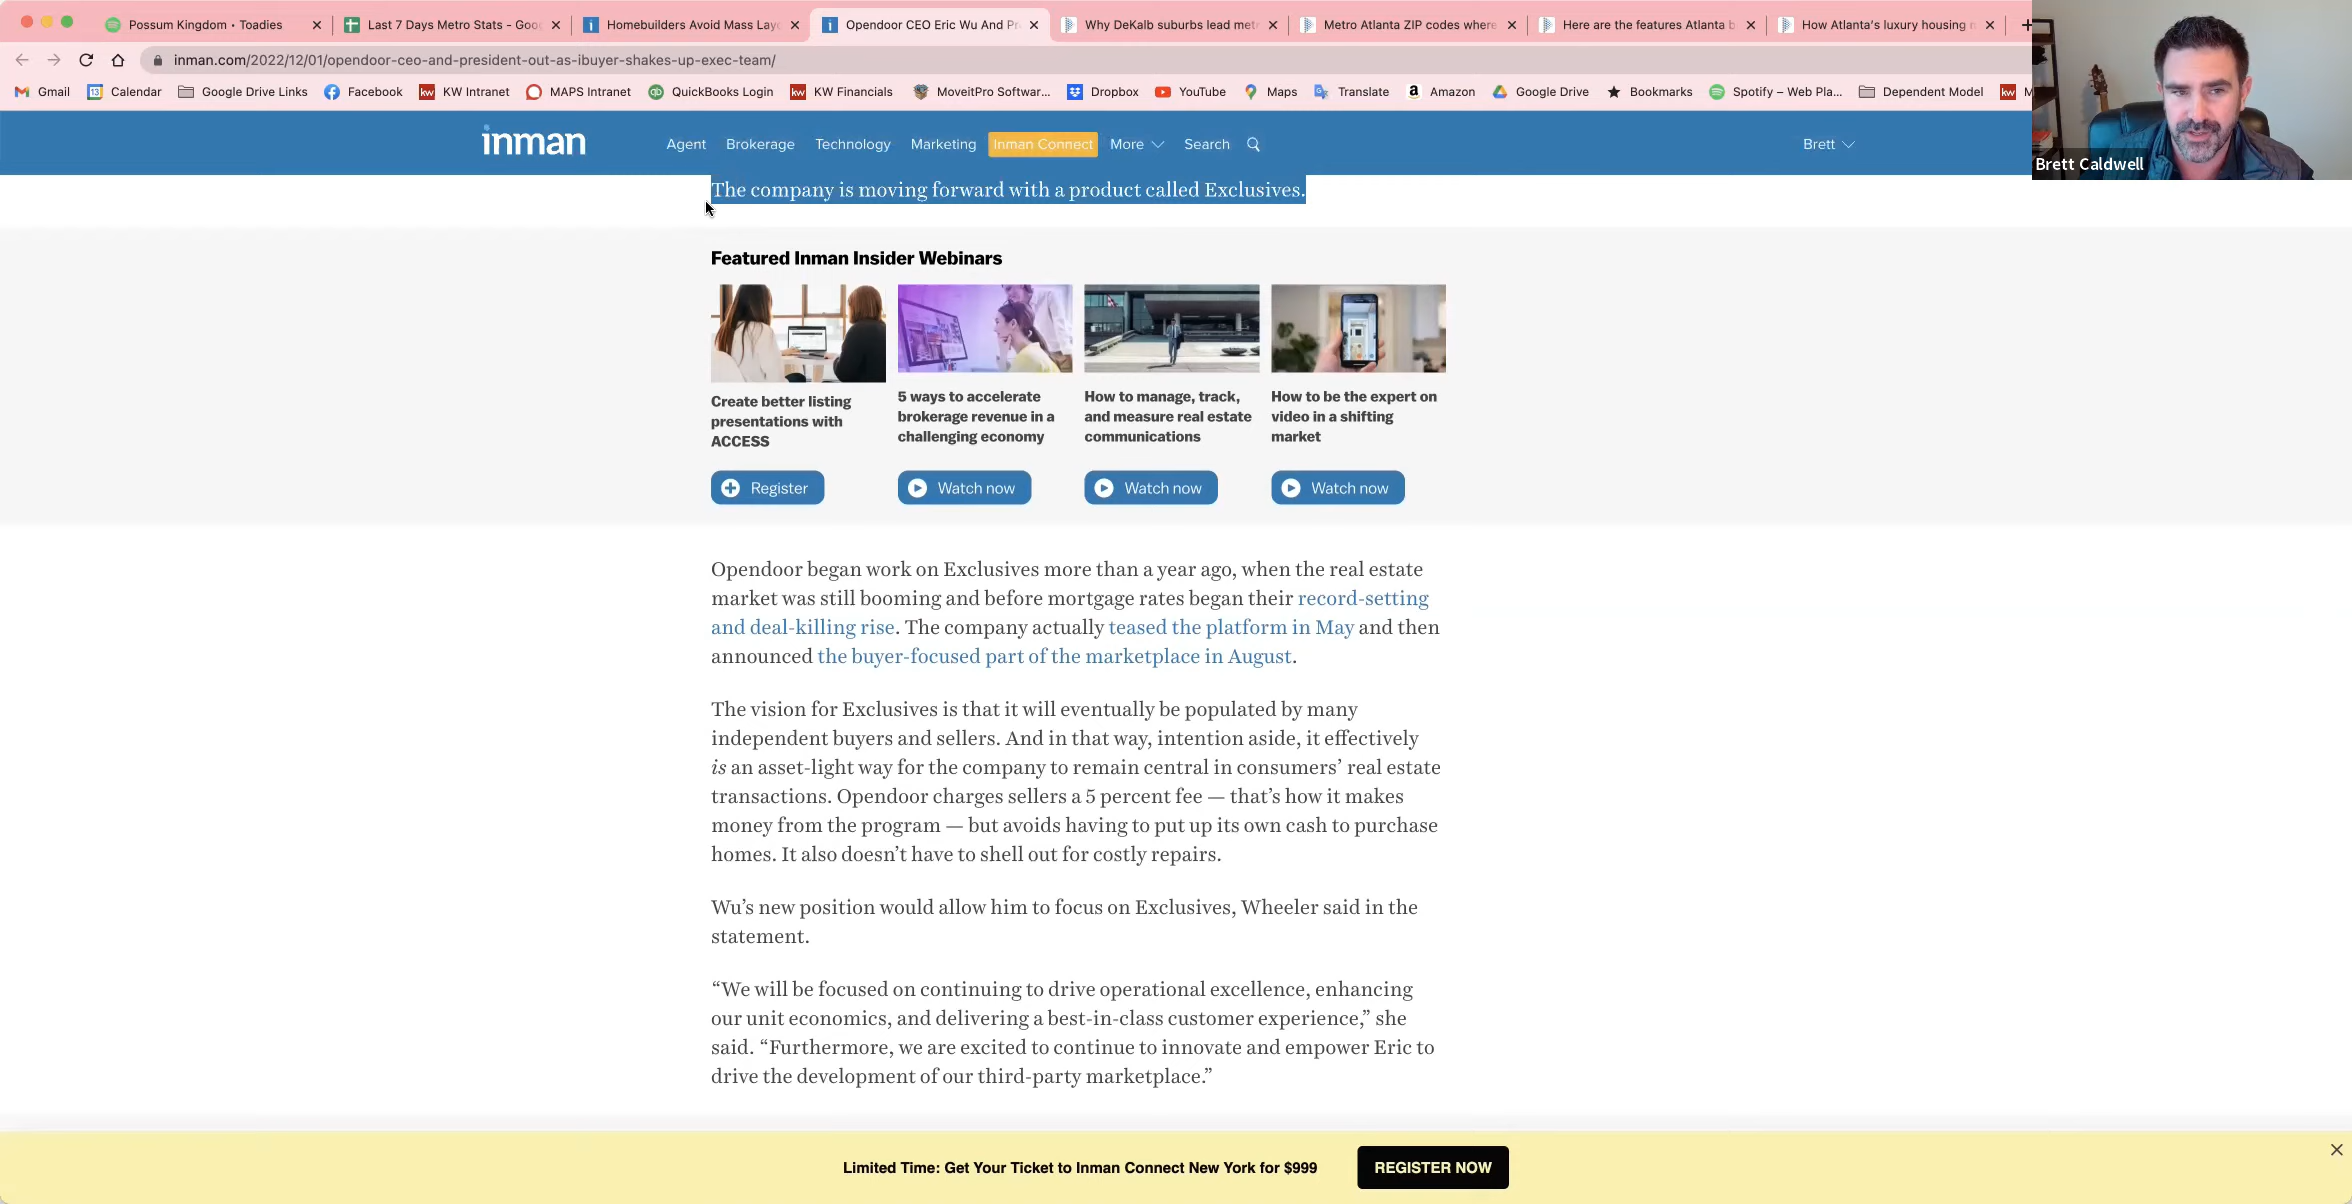 Possum Kingdom • Toadies
Last 7 Days Metro Stats - Goo
Homebuilders Avoid Mass Layo
Opendoor CEO Eric Wu And Pr
Why DeKalb suburbs lead metr
Metro Atlanta ZIP codes where
Here are the features Atlanta b
How Atlanta's luxury housing m
inman.com/2022/12/01/opendoor-ceo-and-president-out-as-ibuyer-shakes-up-exec-team/
Gmail
13
Calendar
Google Drive Links
Facebook
kw
KW Intranet
MAPS Intranet
qb
QuickBooks Login
kw
KW Financials
MoveitPro Softwar...
Dropbox
YouTube
Maps
Translate
a
Amazon
Google Drive
Bookmarks
Spotify – Web Pla...
Dependent Model
kw
M
Brett Caldwell
inman
Agent
Brokerage
Technology
Marketing
Inman Connect
More
Search
Brett
The company is moving forward with a product called Exclusives.
Featured Inman Insider Webinars
Create better listing
presentations with
ACCESS
Register
5 ways to accelerate
brokerage revenue in a
challenging economy
Watch now
How to manage, track,
and measure real estate
communications
Watch now
How to be the expert on
video in a shifting
market
Watch now
Opendoor began work on Exclusives more than a year ago, when the real estate
market was still booming and before mortgage rates began their record-setting
and deal-killing rise. The company actually teased the platform in May and then
announced the buyer-focused part of the marketplace in August.
The vision for Exclusives is that it will eventually be populated by many
independent buyers and sellers. And in that way, intention aside, it effectively
is an asset-light way for the company to remain central in consumers’ real estate
transactions. Opendoor charges sellers a 5 percent fee — that’s how it makes
money from the program — but avoids having to put up its own cash to purchase
homes. It also doesn’t have to shell out for costly repairs.
Wu’s new position would allow him to focus on Exclusives, Wheeler said in the
statement.
“We will be focused on continuing to drive operational excellence, enhancing
our unit economics, and delivering a best-in-class customer experience,” she
said. “Furthermore, we are excited to continue to innovate and empower Eric to
drive the development of our third-party marketplace.”
Limited Time: Get Your Ticket to Inman Connect New York for $999
REGISTER NOW